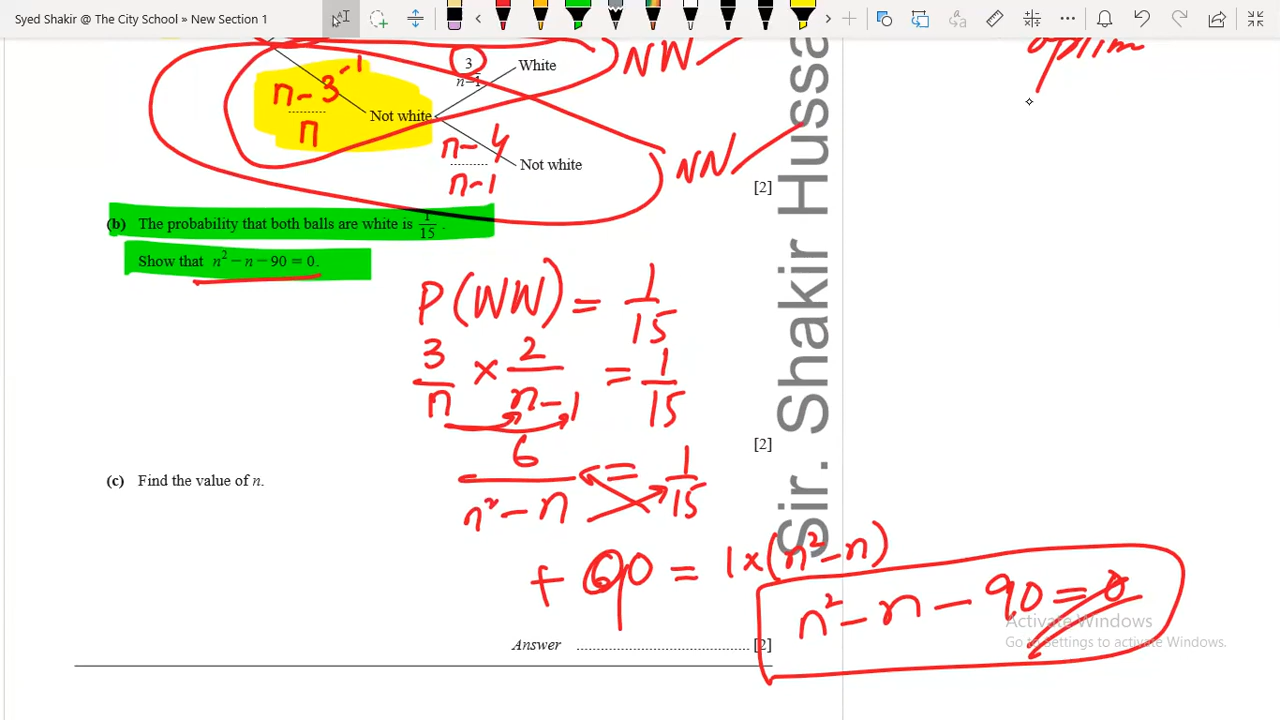 Syed Shakir @ The City School » New Section 1
optim
3
n-1
White
NW
n-3
-1
n
Not white
n-4
n-1
Not white
NN
[2]
(b) The probability that both balls are white is 1/15 .
Show that n² − n − 90 = 0.
P(WW) = 1/15
3/n × 2/n-1 = 1/15
6/n²-n = 1/15
[2]
(c) Find the value of n.
+ 90 = 1×(n²-n)
n² - n - 90 = 0
Answer ........................................ [2]
Sir. Shakir Hussa
Activate Windows
Go to Settings to activate Windows.